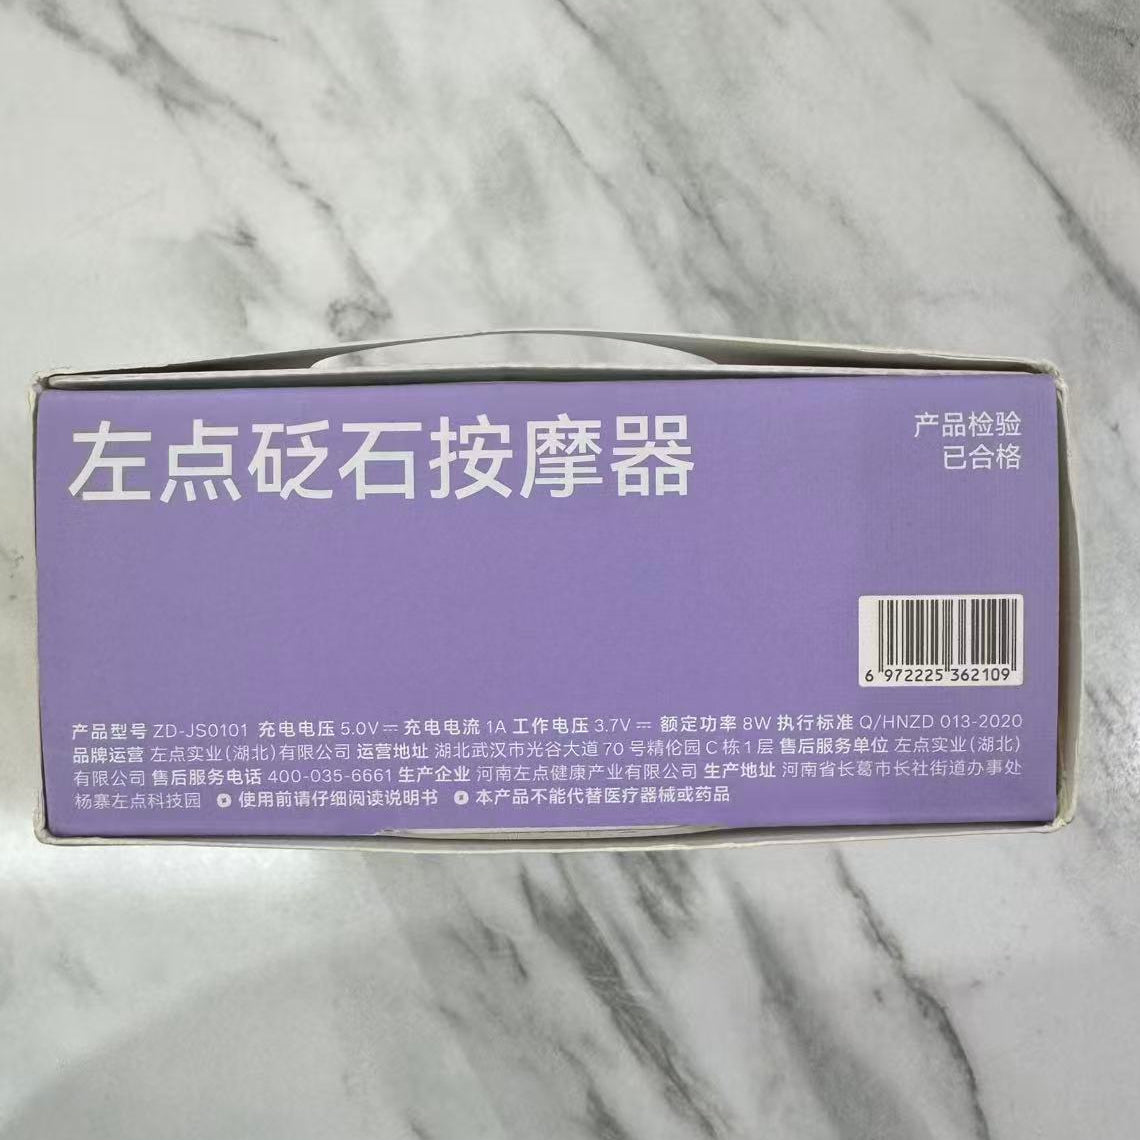 左点砭石按摩器
产品检验
已合格
6 972225 362109
产品型号 ZD-JS0101 充电电压 5.0V⎓ 充电电流 1A 工作电压 3.7V⎓ 额定功率 8W 执行标准 Q/HNZD 013-2020
品牌运营 左点实业(湖北)有限公司 运营地址 湖北武汉市光谷大道 70 号精伦园 C 栋 1 层 售后服务单位 左点实业(湖北)
有限公司 售后服务电话 400-035-6661 生产企业 河南左点健康产业有限公司 生产地址 河南省长葛市长社街道办事处
杨寨左点科技园 使用前请仔细阅读说明书 本产品不能代替医疗器械或药品